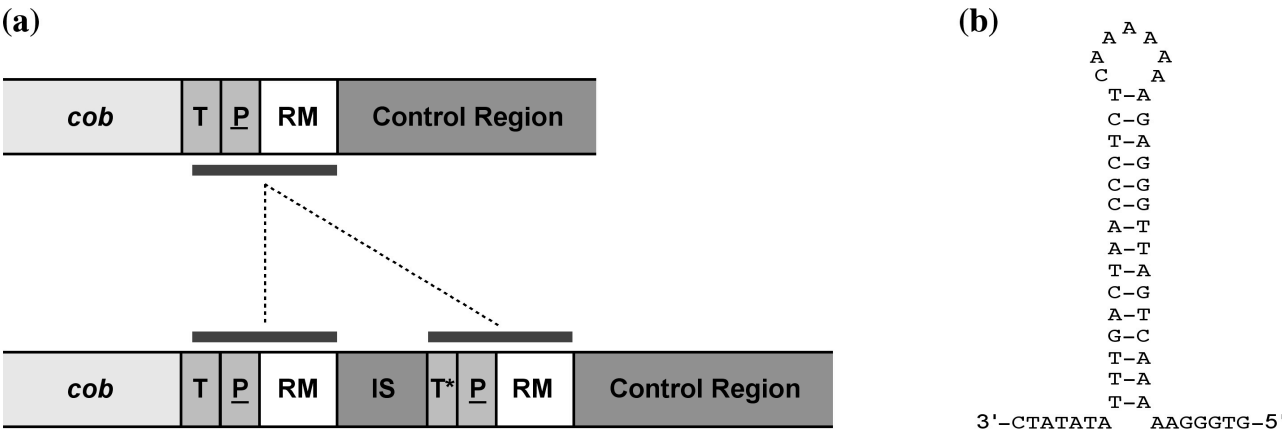 (a)
cob T P RM Control Region
cob T P RM IS T* P RM Control Region
(b)
A
A A
A A
C A
T-A
C-G
T-A
C-G
C-G
C-G
A-T
A-T
T-A
C-G
A-T
G-C
T-A
T-A
T-A
3'-CTATATA AAGGGTG-5'